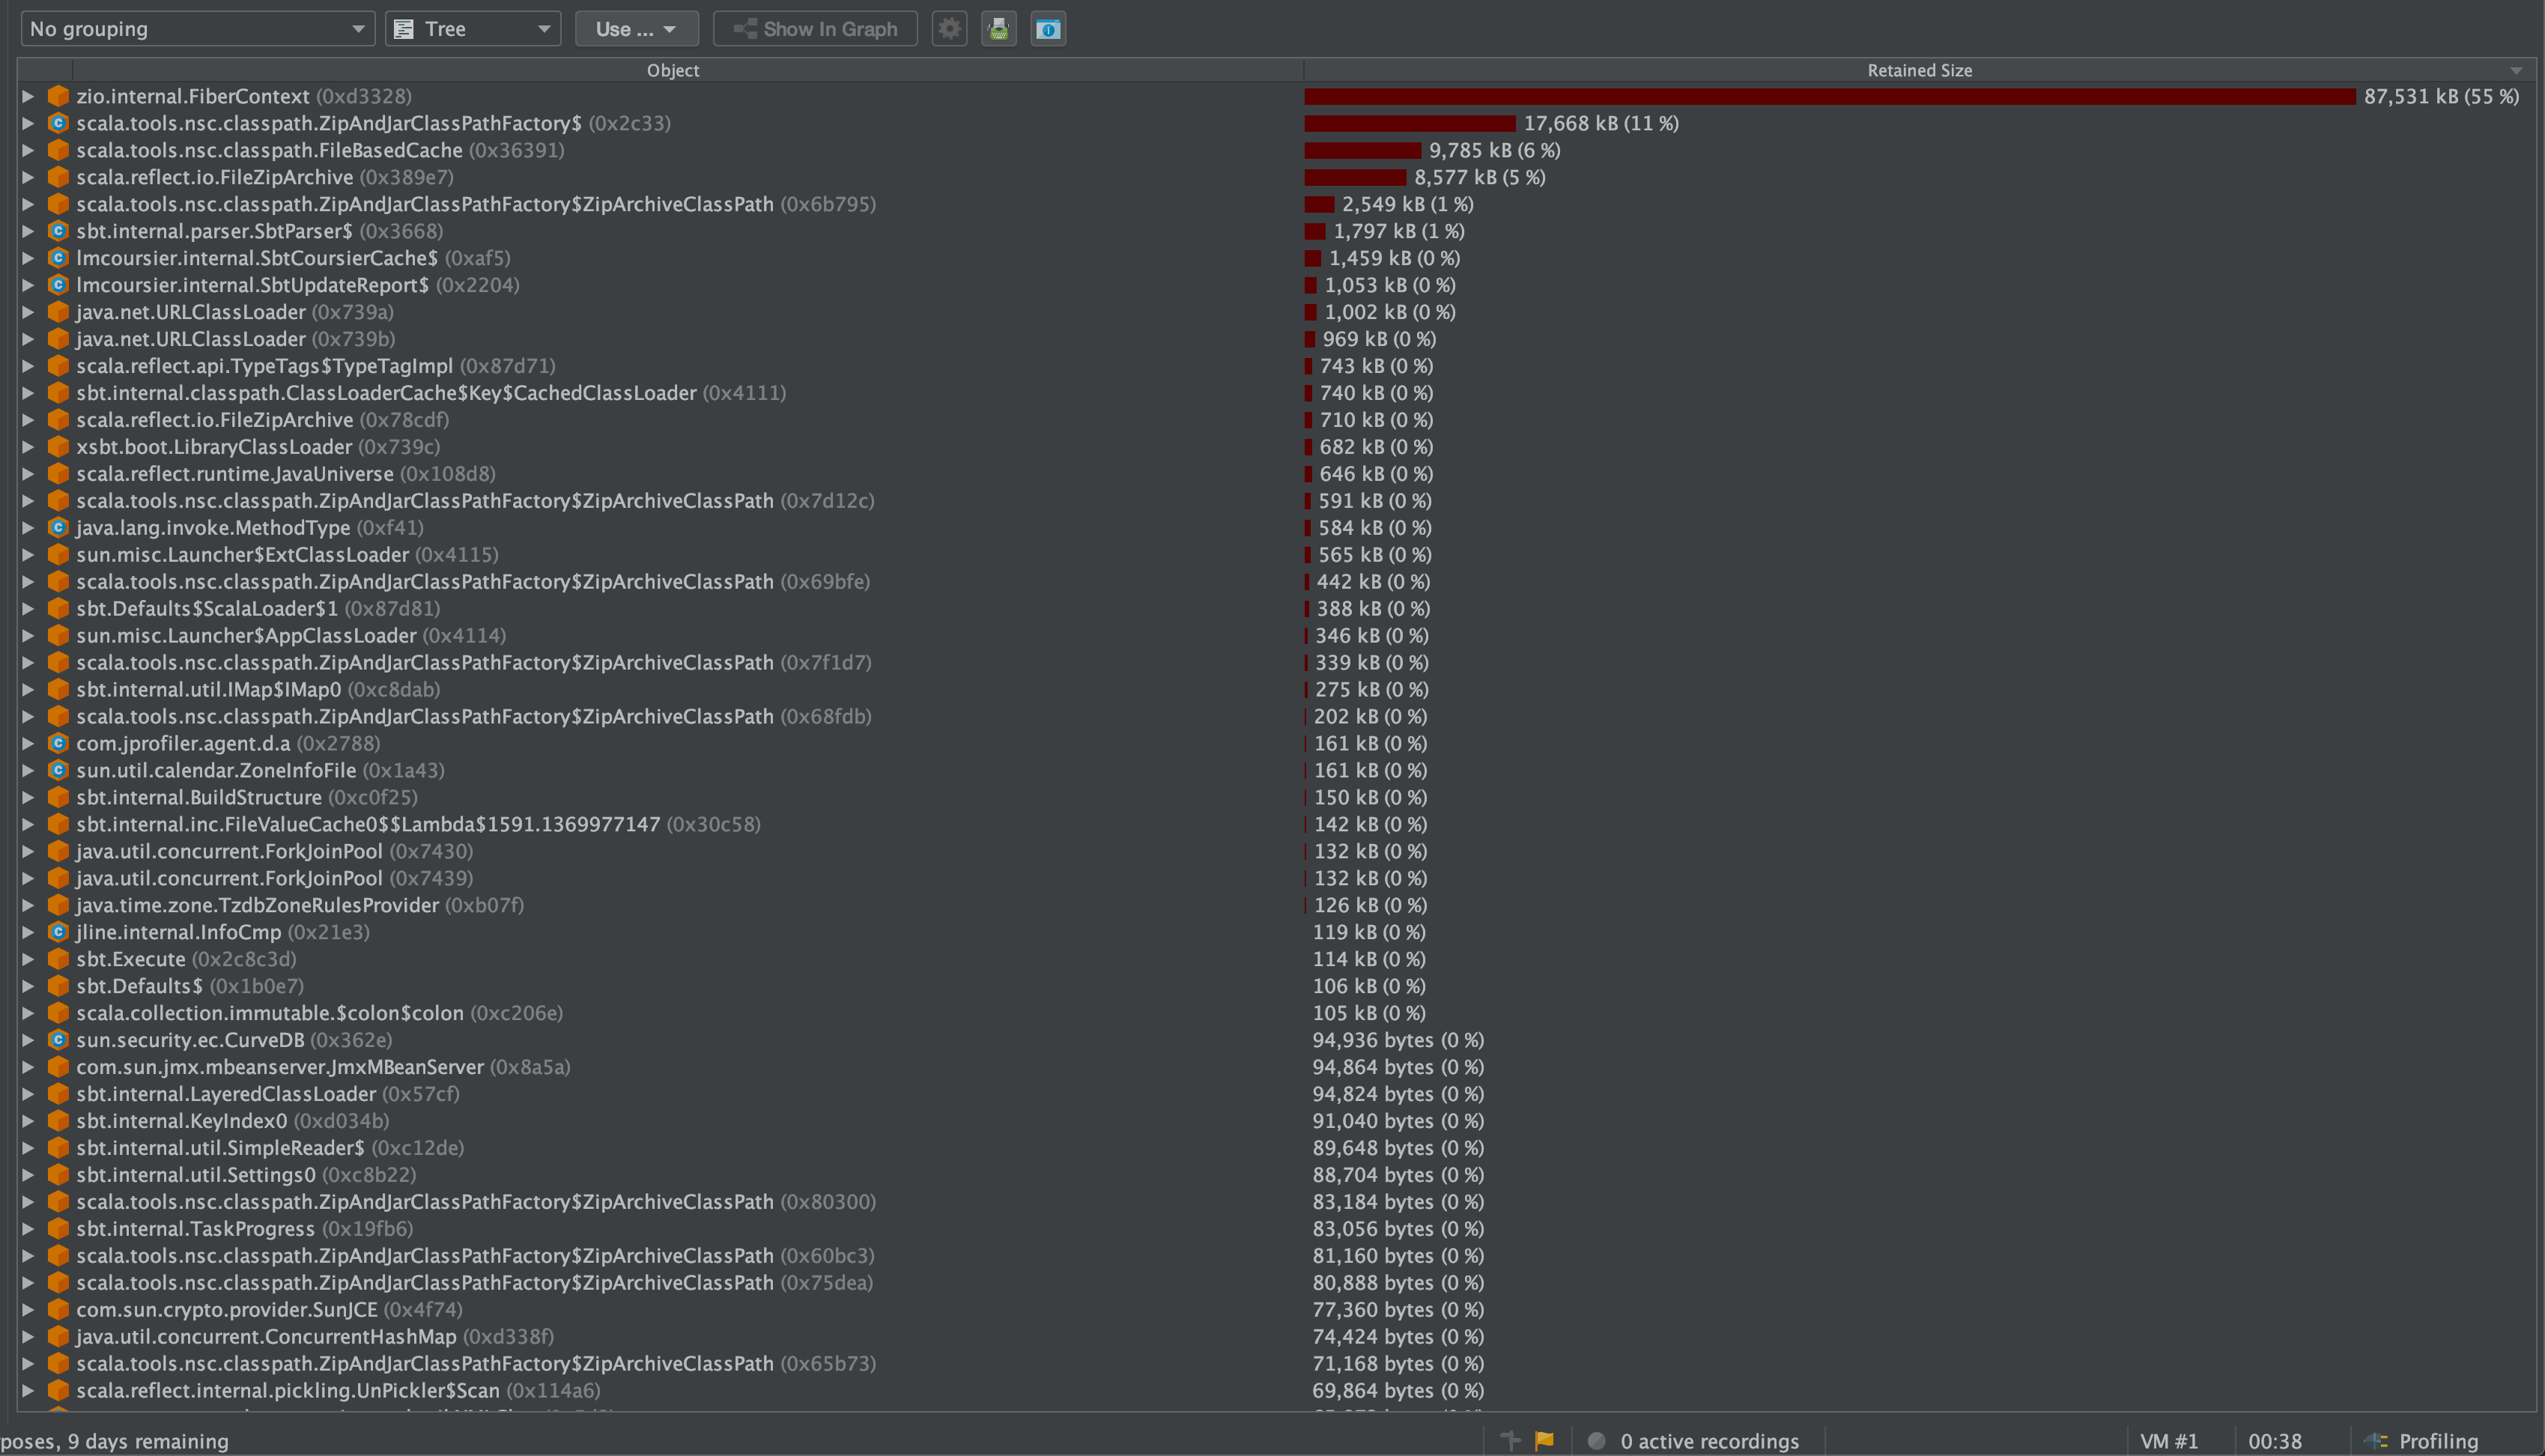 No grouping Tree Use ... Show In Graph
Object Retained Size
zio.internal.FiberContext (0xd3328) 87,531 kB (55 %)
scala.tools.nsc.classpath.ZipAndJarClassPathFactory$ (0x2c33) 17,668 kB (11 %)
scala.tools.nsc.classpath.FileBasedCache (0x36391) 9,785 kB (6 %)
scala.reflect.io.FileZipArchive (0x389e7) 8,577 kB (5 %)
scala.tools.nsc.classpath.ZipAndJarClassPathFactory$ZipArchiveClassPath (0x6b795) 2,549 kB (1 %)
sbt.internal.parser.SbtParser$ (0x3668) 1,797 kB (1 %)
lmcoursier.internal.SbtCoursierCache$ (0xaf5) 1,459 kB (0 %)
lmcoursier.internal.SbtUpdateReport$ (0x2204) 1,053 kB (0 %)
java.net.URLClassLoader (0x739a) 1,002 kB (0 %)
java.net.URLClassLoader (0x739b) 969 kB (0 %)
scala.reflect.api.TypeTags$TypeTagImpl (0x87d71) 743 kB (0 %)
sbt.internal.classpath.ClassLoaderCache$Key$CachedClassLoader (0x4111) 740 kB (0 %)
scala.reflect.io.FileZipArchive (0x78cdf) 710 kB (0 %)
xsbt.boot.LibraryClassLoader (0x739c) 682 kB (0 %)
scala.reflect.runtime.JavaUniverse (0x108d8) 646 kB (0 %)
scala.tools.nsc.classpath.ZipAndJarClassPathFactory$ZipArchiveClassPath (0x7d12c) 591 kB (0 %)
java.lang.invoke.MethodType (0xf41) 584 kB (0 %)
sun.misc.Launcher$ExtClassLoader (0x4115) 565 kB (0 %)
scala.tools.nsc.classpath.ZipAndJarClassPathFactory$ZipArchiveClassPath (0x69bfe) 442 kB (0 %)
sbt.Defaults$ScalaLoader$1 (0x87d81) 388 kB (0 %)
sun.misc.Launcher$AppClassLoader (0x4114) 346 kB (0 %)
scala.tools.nsc.classpath.ZipAndJarClassPathFactory$ZipArchiveClassPath (0x7f1d7) 339 kB (0 %)
sbt.internal.util.IMap$IMap0 (0xc8dab) 275 kB (0 %)
scala.tools.nsc.classpath.ZipAndJarClassPathFactory$ZipArchiveClassPath (0x68fdb) 202 kB (0 %)
com.jprofiler.agent.d.a (0x2788) 161 kB (0 %)
sun.util.calendar.ZoneInfoFile (0x1a43) 161 kB (0 %)
sbt.internal.BuildStructure (0xc0f25) 150 kB (0 %)
sbt.internal.inc.FileValueCache0$$Lambda$1591.1369977147 (0x30c58) 142 kB (0 %)
java.util.concurrent.ForkJoinPool (0x7430) 132 kB (0 %)
java.util.concurrent.ForkJoinPool (0x7439) 132 kB (0 %)
java.time.zone.TzdbZoneRulesProvider (0xb07f) 126 kB (0 %)
jline.internal.InfoCmp (0x21e3) 119 kB (0 %)
sbt.Execute (0x2c8c3d) 114 kB (0 %)
sbt.Defaults$ (0x1b0e7) 106 kB (0 %)
scala.collection.immutable.$colon$colon (0xc206e) 105 kB (0 %)
sun.security.ec.CurveDB (0x362e) 94,936 bytes (0 %)
com.sun.jmx.mbeanserver.JmxMBeanServer (0x8a5a) 94,864 bytes (0 %)
sbt.internal.LayeredClassLoader (0x57cf) 94,824 bytes (0 %)
sbt.internal.KeyIndex0 (0xd034b) 91,040 bytes (0 %)
sbt.internal.util.SimpleReader$ (0xc12de) 89,648 bytes (0 %)
sbt.internal.util.Settings0 (0xc8b22) 88,704 bytes (0 %)
scala.tools.nsc.classpath.ZipAndJarClassPathFactory$ZipArchiveClassPath (0x80300) 83,184 bytes (0 %)
sbt.internal.TaskProgress (0x19fb6) 83,056 bytes (0 %)
scala.tools.nsc.classpath.ZipAndJarClassPathFactory$ZipArchiveClassPath (0x60bc3) 81,160 bytes (0 %)
scala.tools.nsc.classpath.ZipAndJarClassPathFactory$ZipArchiveClassPath (0x75dea) 80,888 bytes (0 %)
com.sun.crypto.provider.SunJCE (0x4f74) 77,360 bytes (0 %)
java.util.concurrent.ConcurrentHashMap (0xd338f) 74,424 bytes (0 %)
scala.tools.nsc.classpath.ZipAndJarClassPathFactory$ZipArchiveClassPath (0x65b73) 71,168 bytes (0 %)
scala.reflect.internal.pickling.UnPickler$Scan (0x114a6) 69,864 bytes (0 %)
poses, 9 days remaining 0 active recordings VM #1 00:38 Profiling